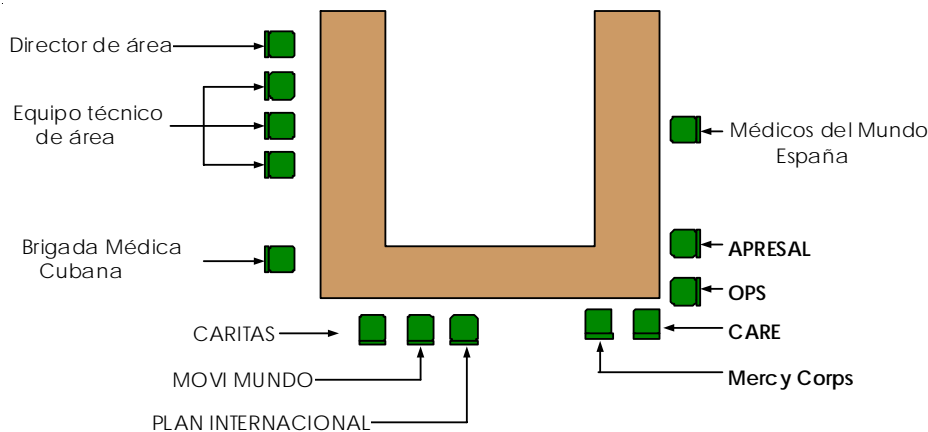 Director de área
Equipo técnico
de área
Médicos del Mundo
España
Brigada Médica
Cubana
APRESAL
OPS
CARITAS
CARE
MOVI MUNDO
Mercy Corps
PLAN INTERNACIONAL